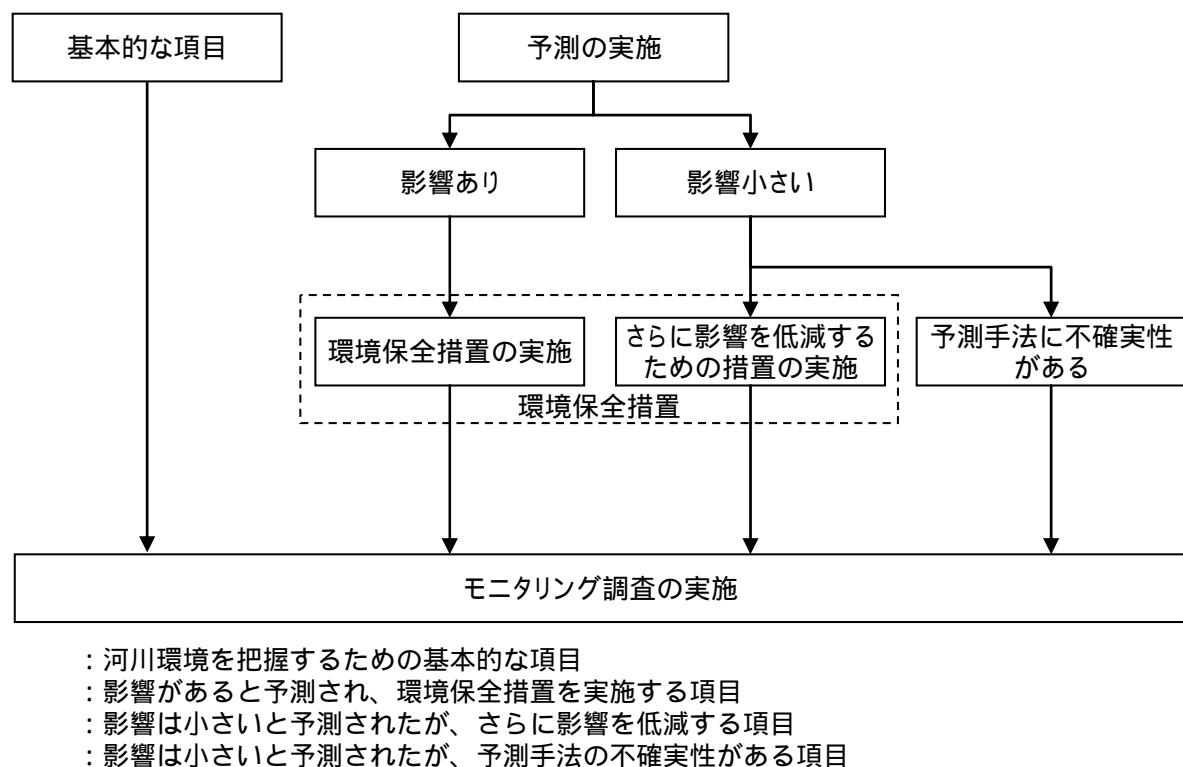 基本的な項目
予測の実施
影響あり
影響小さい
環境保全措置の実施
さらに影響を低減する
ための措置の実施
予測手法に不確実性
がある
環境保全措置
モニタリング調査の実施
：河川環境を把握するための基本的な項目
：影響があると予測され、環境保全措置を実施する項目
：影響は小さいと予測されたが、さらに影響を低減する項目
：影響は小さいと予測されたが、予測手法の不確実性がある項目